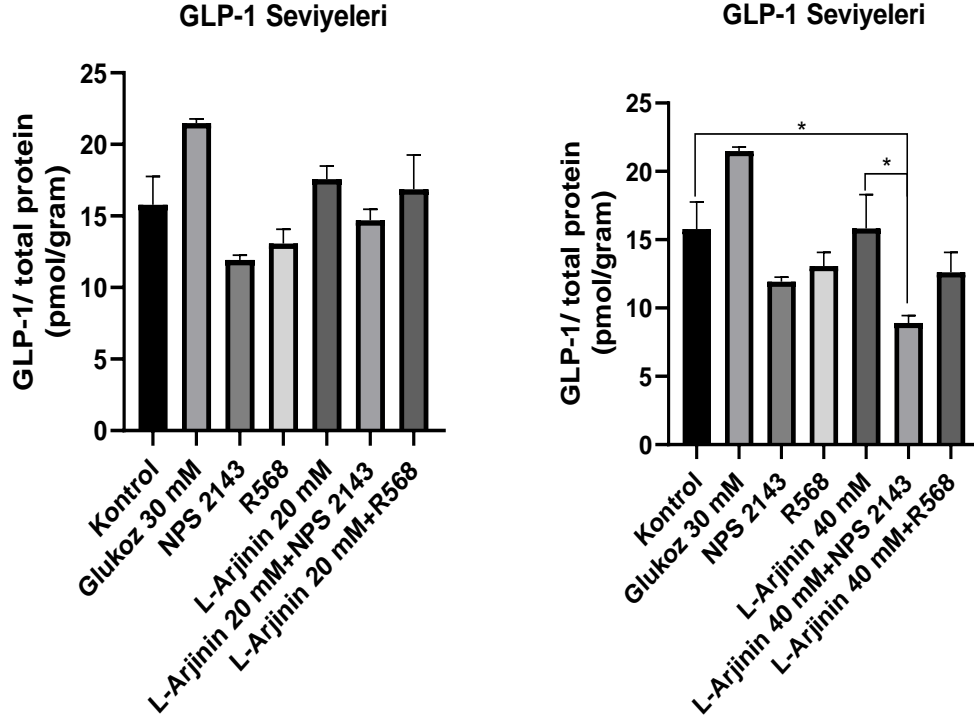 GLP-1 Seviyeleri
GLP-1/ total protein
(pmol/gram)
25
20
15
10
5
0
Kontrol
Glukoz 30 mM
NPS 2143
R568
L-Arjinin 20 mM
L-Arjinin 20 mM+NPS 2143
L-Arjinin 20 mM+R568
GLP-1 Seviyeleri
GLP-1/ total protein
(pmol/gram)
25
20
15
10
5
0
*
*
Kontrol
Glukoz 30 mM
NPS 2143
R568
L-Arjinin 40 mM
L-Arjinin 40 mM+NPS 2143
L-Arjinin 40 mM+R568